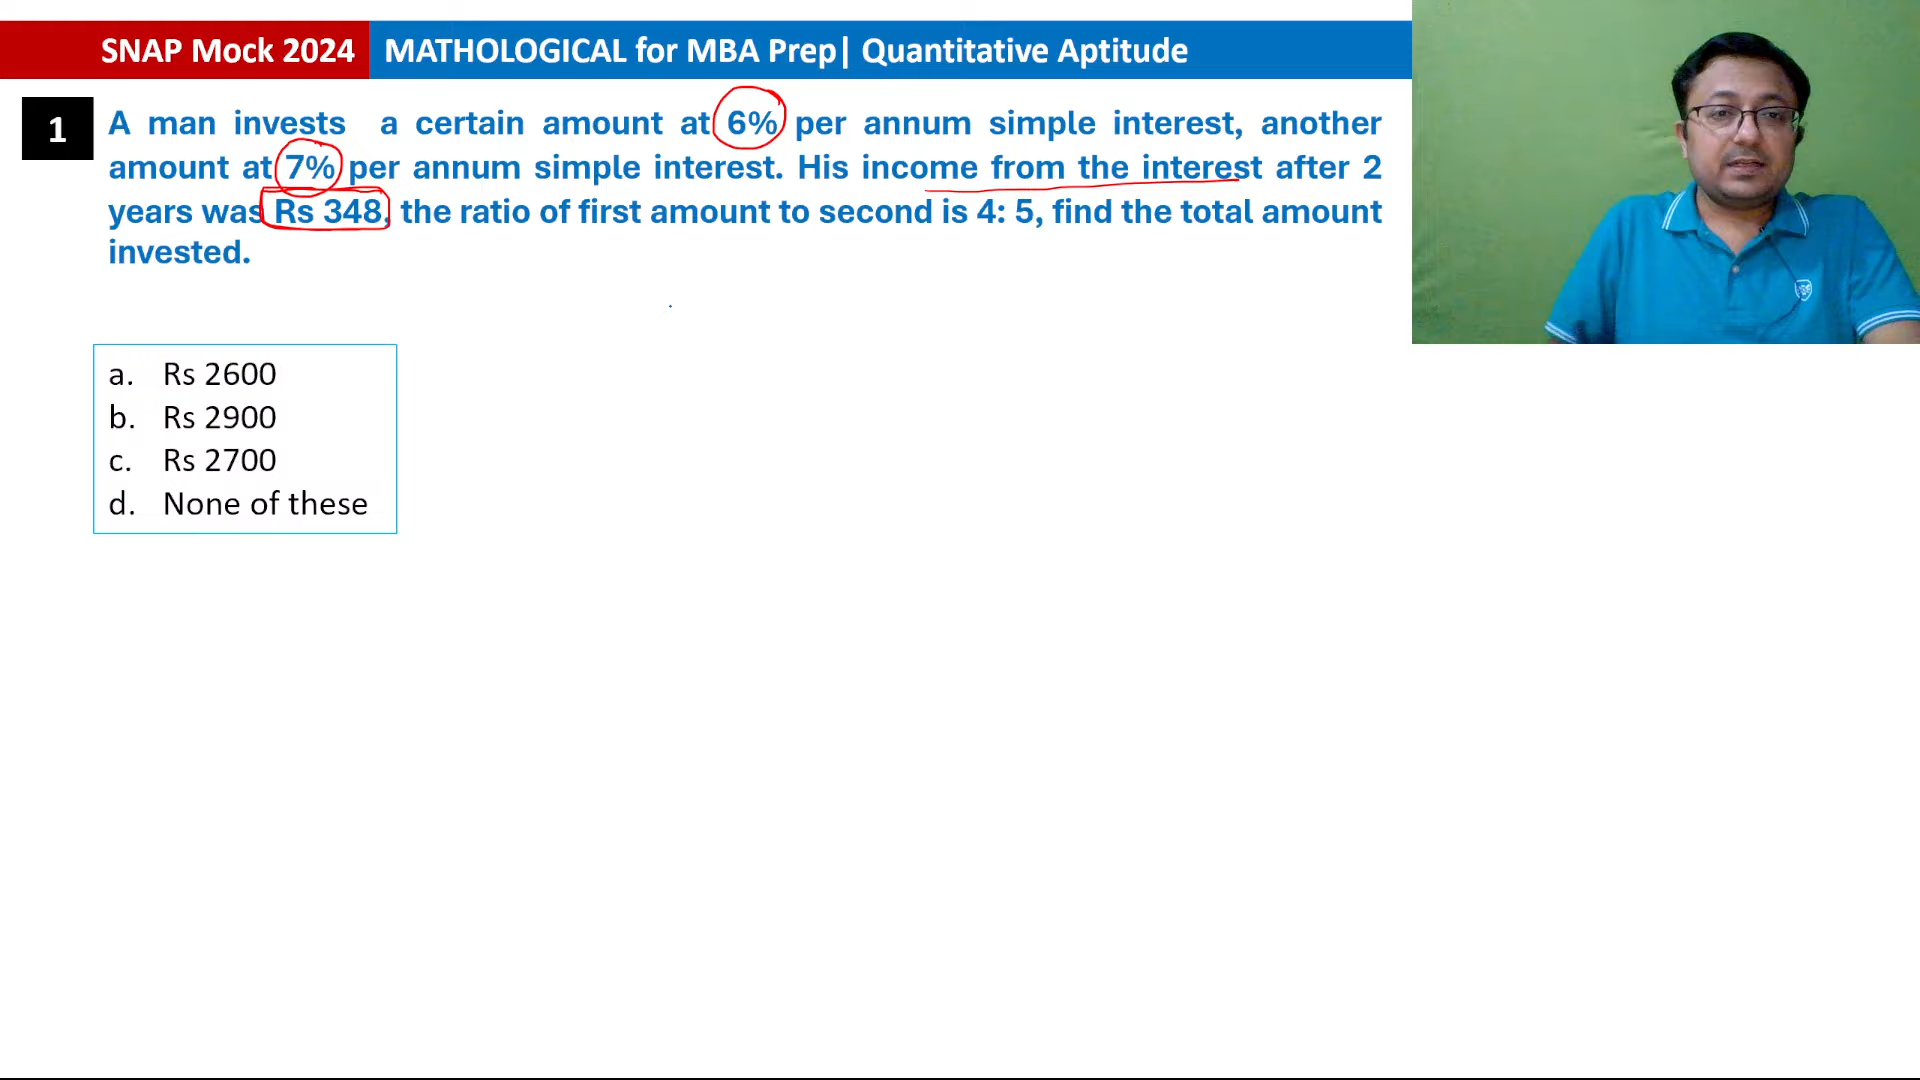 SNAP Mock 2024 MATHOLOGICAL for MBA Prep| Quantitative Aptitude
1 A man invests a certain amount at 6% per annum simple interest, another
amount at 7% per annum simple interest. His income from the interest after 2
years was Rs 348, the ratio of first amount to second is 4: 5, find the total amount
invested.
a. Rs 2600
b. Rs 2900
c. Rs 2700
d. None of these